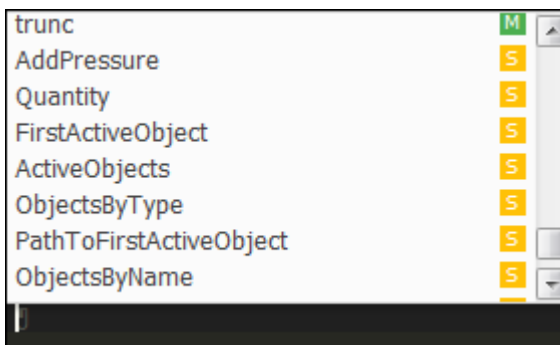 trunc M
AddPressure S
Quantity S
FirstActiveObject S
ActiveObjects S
ObjectsByType S
PathToFirstActiveObject S
ObjectsByName S